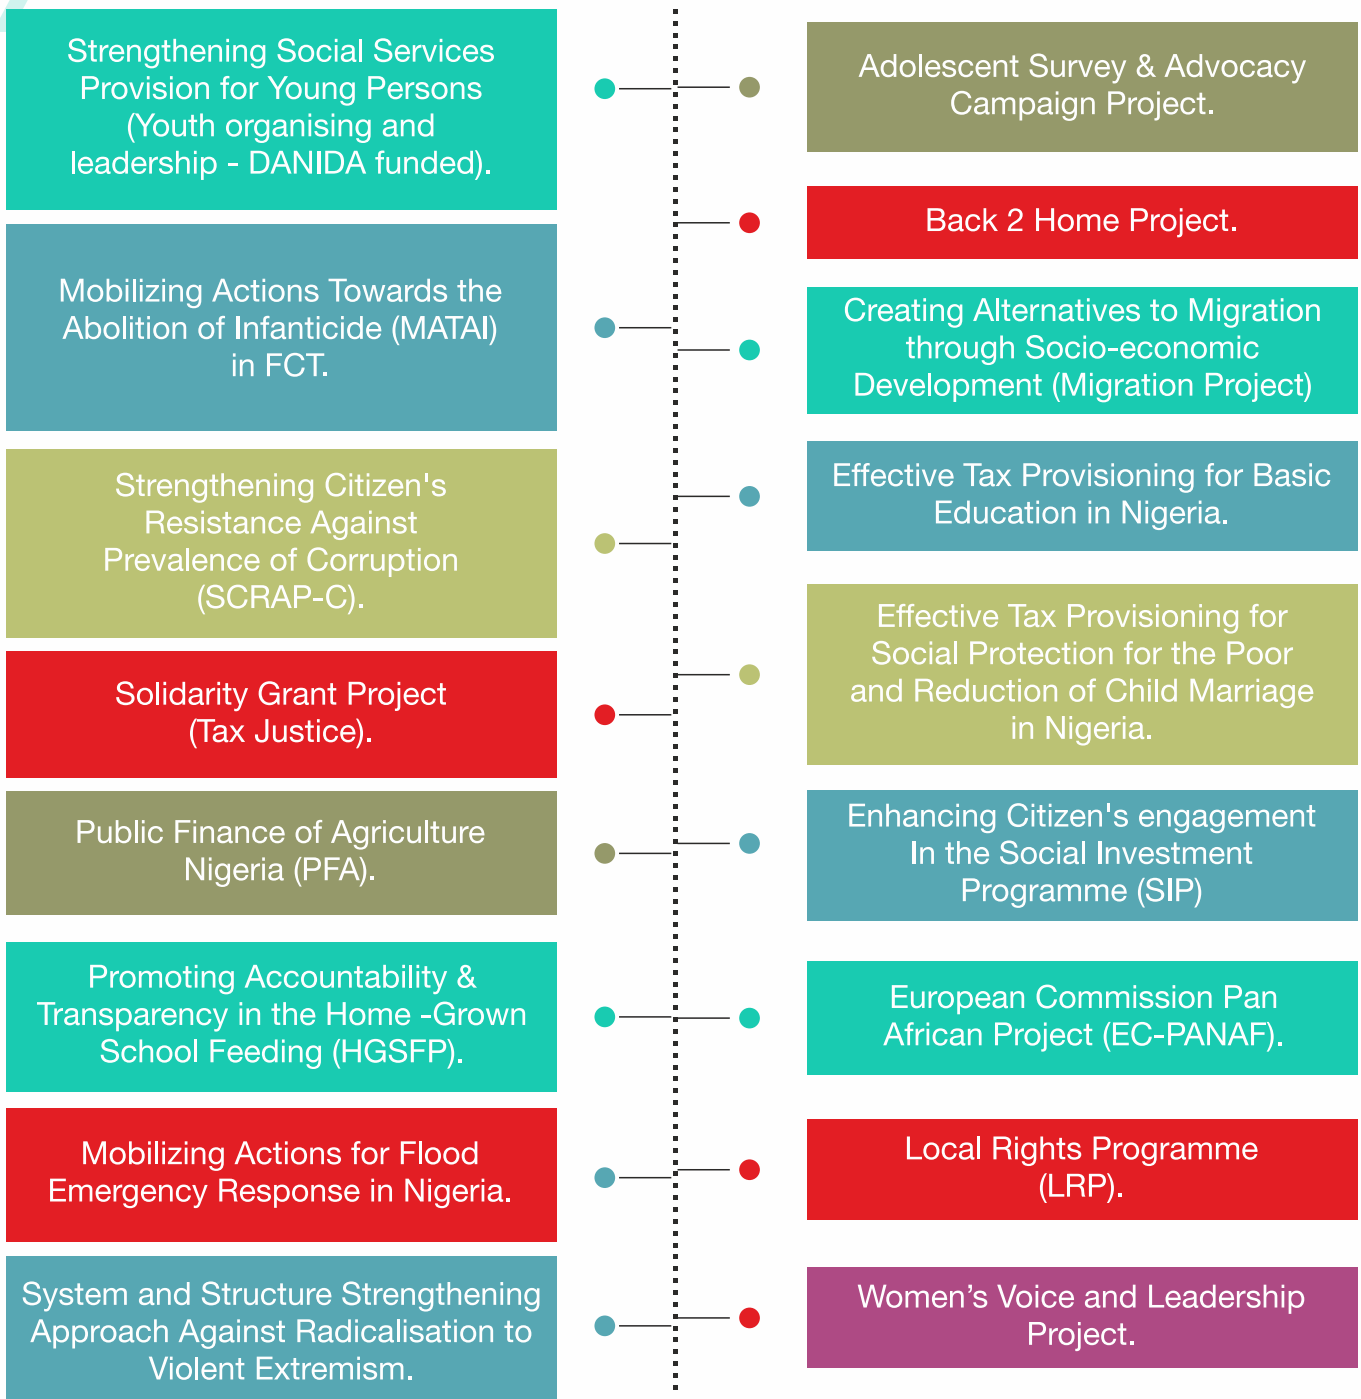 Strengthening Social Services
Provision for Young Persons
(Youth organising and
leadership - DANIDA funded).
Mobilizing Actions Towards the
Abolition of Infanticide (MATAI)
in FCT.
Strengthening Citizen's
Resistance Against
Prevalence of Corruption
(SCRAP-C).
Solidarity Grant Project
(Tax Justice).
Public Finance of Agriculture
Nigeria (PFA).
Promoting Accountability &
Transparency in the Home -Grown
School Feeding (HGSFP).
Mobilizing Actions for Flood
Emergency Response in Nigeria.
System and Structure Strengthening
Approach Against Radicalisation to
Violent Extremism.
Adolescent Survey & Advocacy
Campaign Project.
Back 2 Home Project.
Creating Alternatives to Migration
through Socio-economic
Development (Migration Project)
Effective Tax Provisioning for Basic
Education in Nigeria.
Effective Tax Provisioning for
Social Protection for the Poor
and Reduction of Child Marriage
in Nigeria.
Enhancing Citizen's engagement
In the Social Investment
Programme (SIP)
European Commission Pan
African Project (EC-PANAF).
Local Rights Programme
(LRP).
Women’s Voice and Leadership
Project.